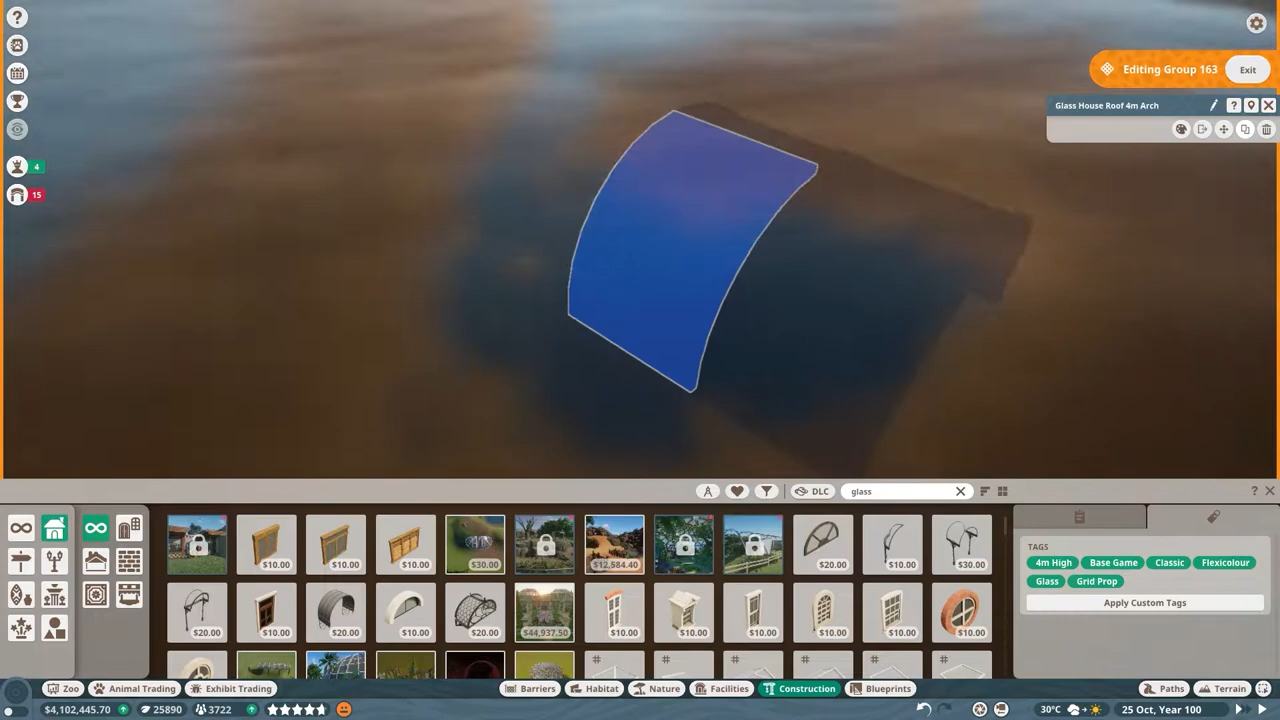 ?
Editing Group 163 Exit
Glass House Roof 4m Arch ?
4
15
DLC glass ?
$10.00 $10.00 $10.00 $30.00 $12,584.40 $20.00 $10.00 $30.00
$20.00 $10.00 $20.00 $10.00 $20.00 $44,937.50 $10.00 $10.00 $10.00 $10.00 $10.00 $10.00
TAGS
4m High Base Game Classic Flexicolour
Glass Grid Prop
Apply Custom Tags
Zoo Animal Trading Exhibit Trading Barriers Habitat Nature Facilities Construction Blueprints Paths Terrain
$4,102,445.70 25890 3722 30°C 25 Oct, Year 100